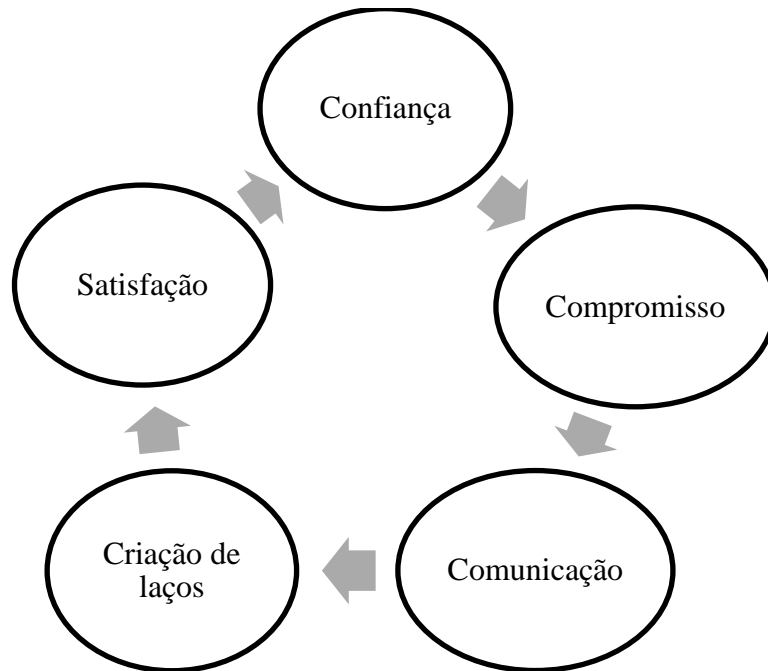 Confiança
Compromisso
Comunicação
Criação de
laços
Satisfação